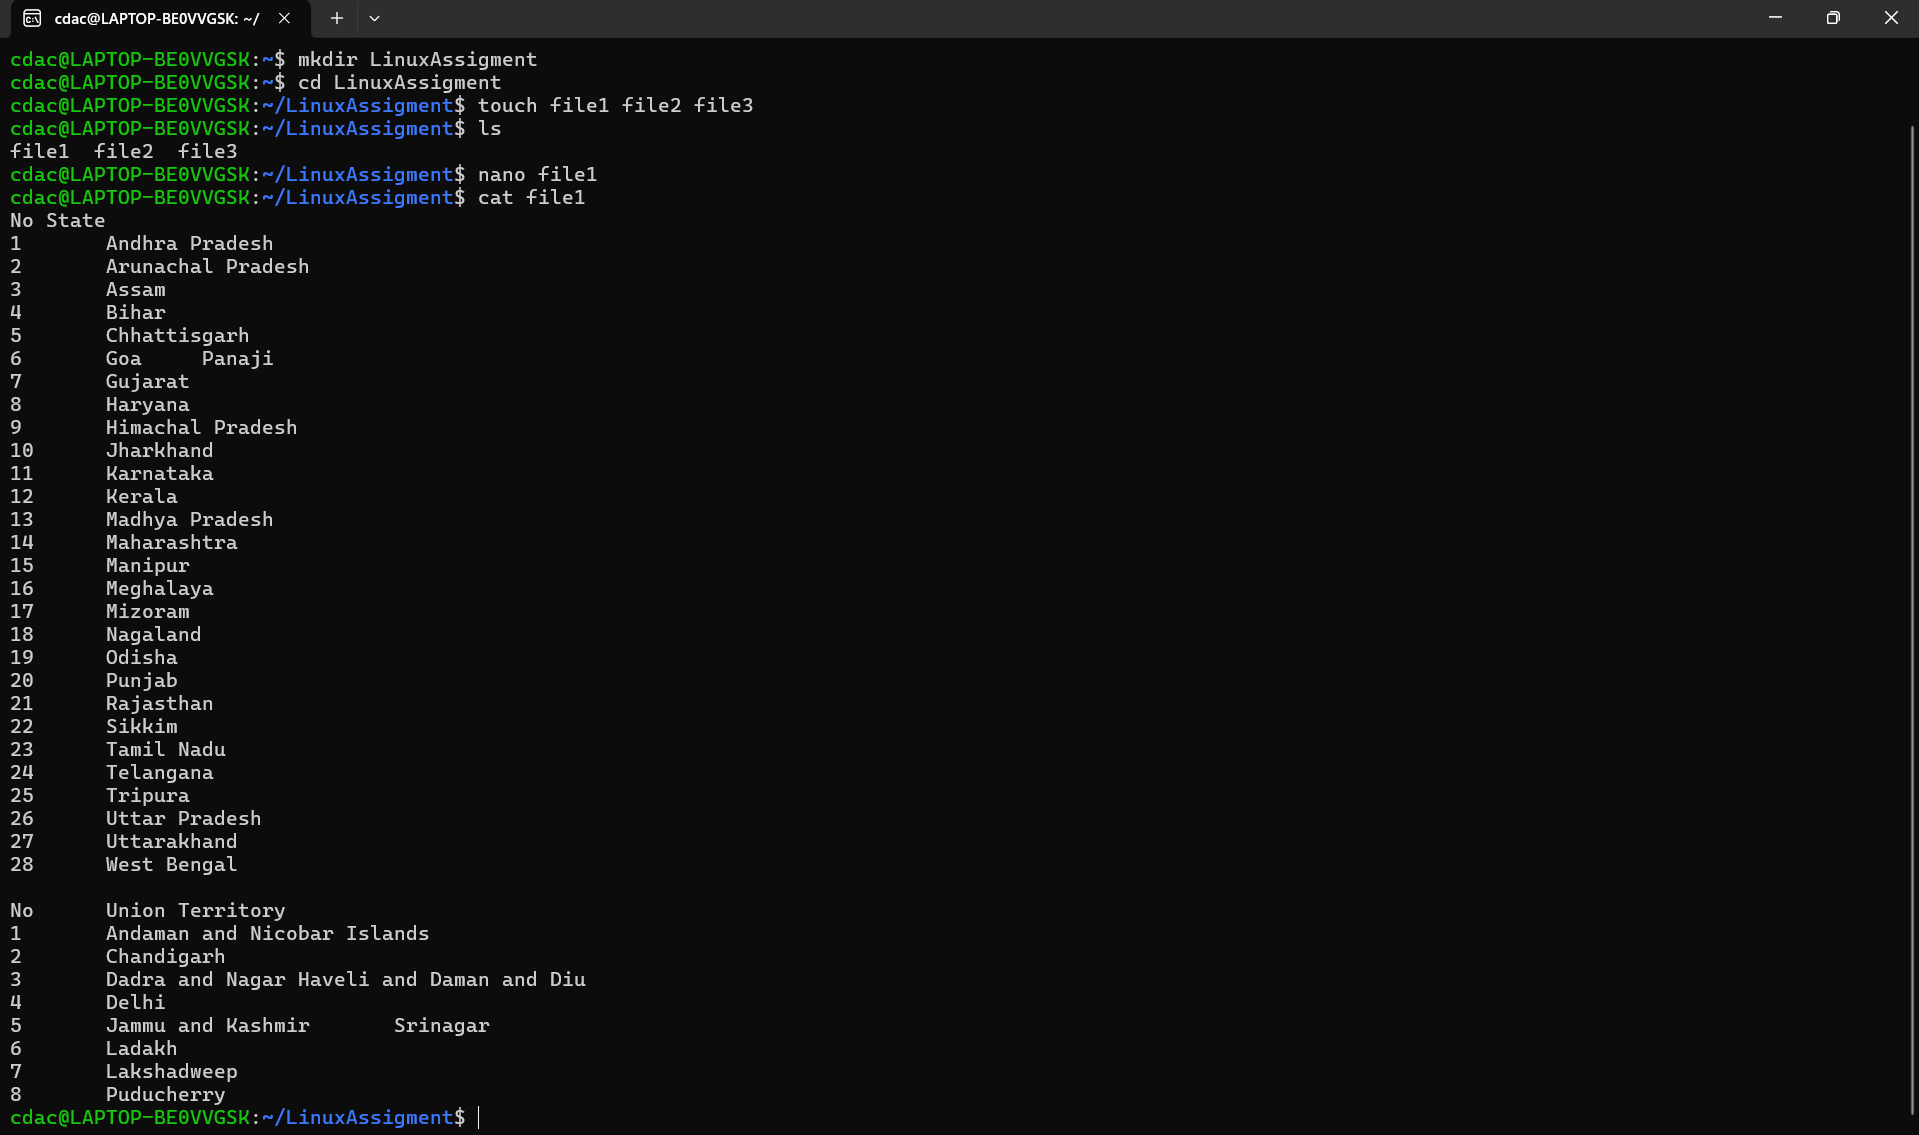 cdac@LAPTOP-BE0VVGSK: ~/
cdac@LAPTOP-BE0VVGSK:~$ mkdir LinuxAssigment
cdac@LAPTOP-BE0VVGSK:~$ cd LinuxAssigment
cdac@LAPTOP-BE0VVGSK:~/LinuxAssigment$ touch file1 file2 file3
cdac@LAPTOP-BE0VVGSK:~/LinuxAssigment$ ls
file1  file2  file3
cdac@LAPTOP-BE0VVGSK:~/LinuxAssigment$ nano file1
cdac@LAPTOP-BE0VVGSK:~/LinuxAssigment$ cat file1
No State
1       Andhra Pradesh
2       Arunachal Pradesh
3       Assam
4       Bihar
5       Chhattisgarh
6       Goa     Panaji
7       Gujarat
8       Haryana
9       Himachal Pradesh
10      Jharkhand
11      Karnataka
12      Kerala
13      Madhya Pradesh
14      Maharashtra
15      Manipur
16      Meghalaya
17      Mizoram
18      Nagaland
19      Odisha
20      Punjab
21      Rajasthan
22      Sikkim
23      Tamil Nadu
24      Telangana
25      Tripura
26      Uttar Pradesh
27      Uttarakhand
28      West Bengal
No      Union Territory
1       Andaman and Nicobar Islands
2       Chandigarh
3       Dadra and Nagar Haveli and Daman and Diu
4       Delhi
5       Jammu and Kashmir       Srinagar
6       Ladakh
7       Lakshadweep
8       Puducherry
cdac@LAPTOP-BE0VVGSK:~/LinuxAssigment$